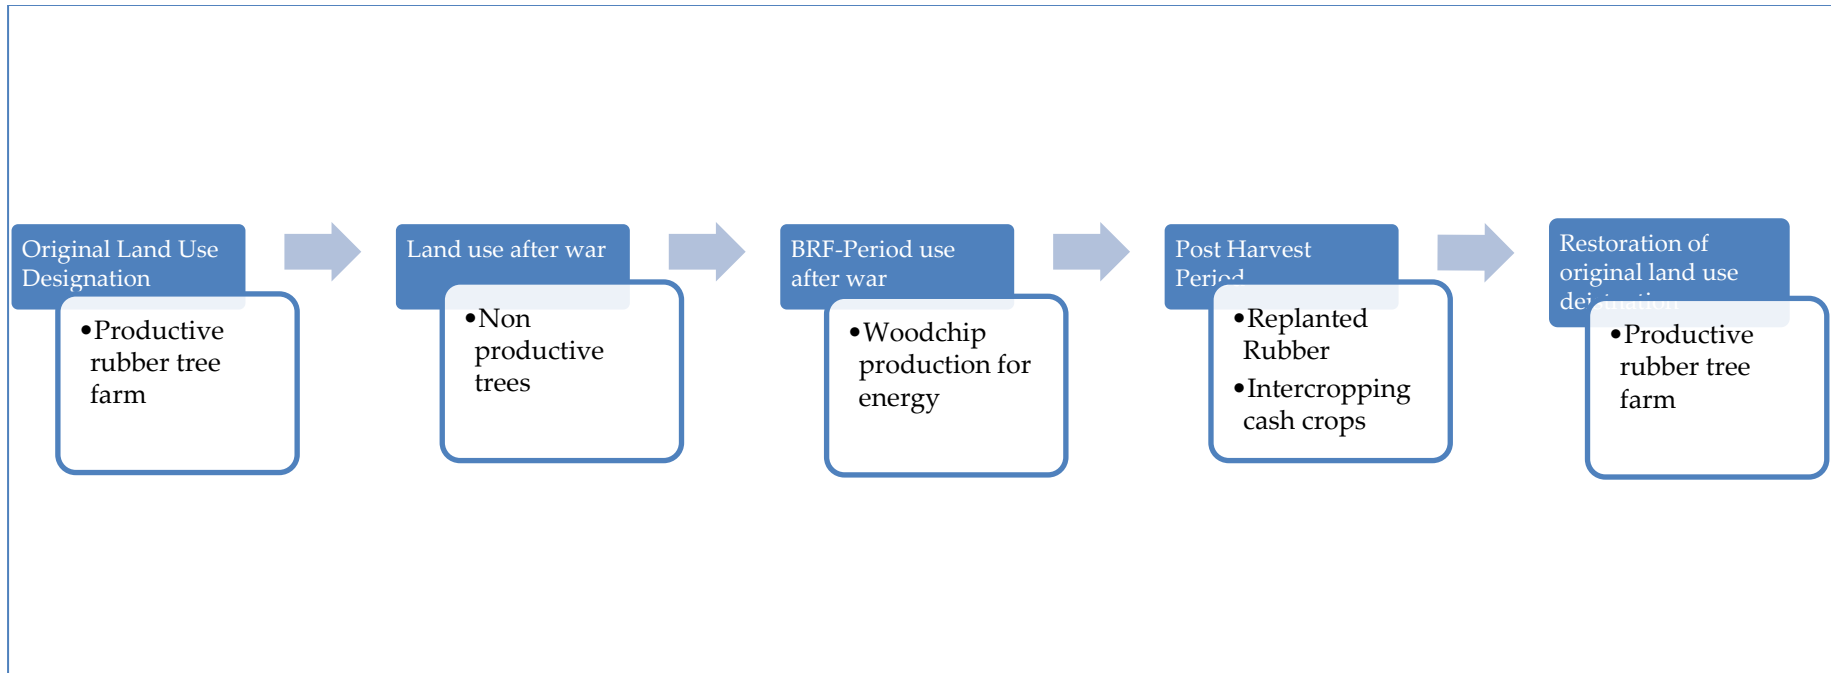 Original Land Use
Designation
•Productive
rubber tree
farm
Land use after war
•Non
productive
trees
BRF-Period use
after war
•Woodchip
production for
energy
Post Harvest
Period
•Replanted
Rubber
•Intercropping
cash crops
Restoration of
original land use
•Productive
rubber tree
farm